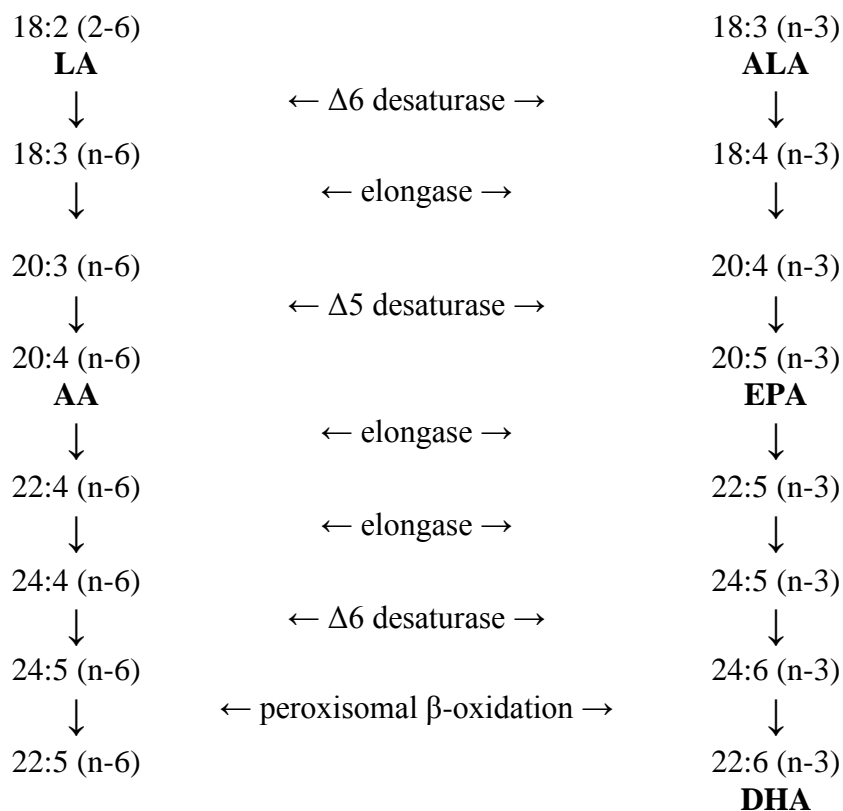 18:2 (2-6) 18:3 (n-3)
LA ALA
↓ ← Δ6 desaturase → ↓
18:3 (n-6) 18:4 (n-3)
↓ ← elongase → ↓
20:3 (n-6) 20:4 (n-3)
↓ ← Δ5 desaturase → ↓
20:4 (n-6) 20:5 (n-3)
AA EPA
↓ ← elongase → ↓
22:4 (n-6) 22:5 (n-3)
↓ ← elongase → ↓
24:4 (n-6) 24:5 (n-3)
↓ ← Δ6 desaturase → ↓
24:5 (n-6) 24:6 (n-3)
↓ ← peroxisomal β-oxidation → ↓
22:5 (n-6) 22:6 (n-3)
DHA